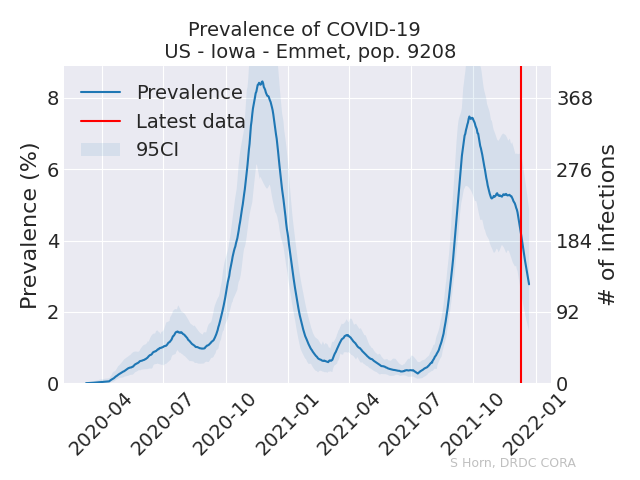 Prevalence of COVID-19
US - Iowa - Emmet, pop. 9208
Prevalence
Latest data
95CI
Prevalence (%)
8
6
4
2
0
368
276
184
92
0
# of infections
2020-04
2020-07
2020-10
2021-01
2021-04
2021-07
2021-10
2022-01
S Horn, DRDC CORA